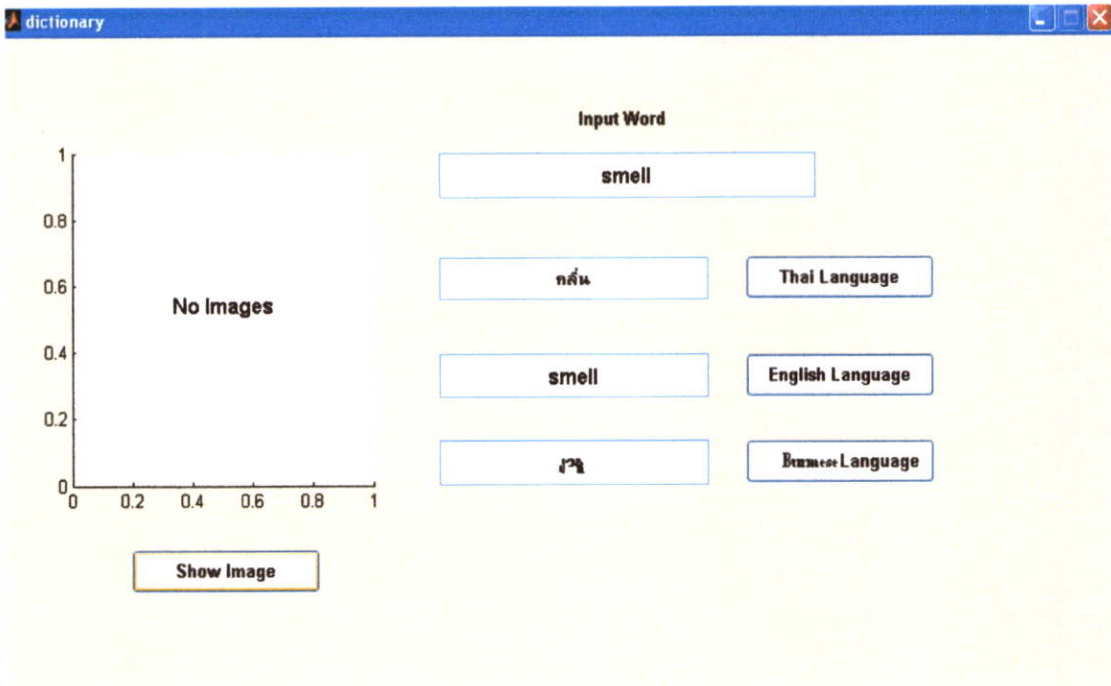 dictionary
Input Word
smell
กลิ่น
Thai Language
smell
English Language
Burmese Language
No Images
1
0.8
0.6
0.4
0.2
0
0 0.2 0.4 0.6 0.8 1
Show Image